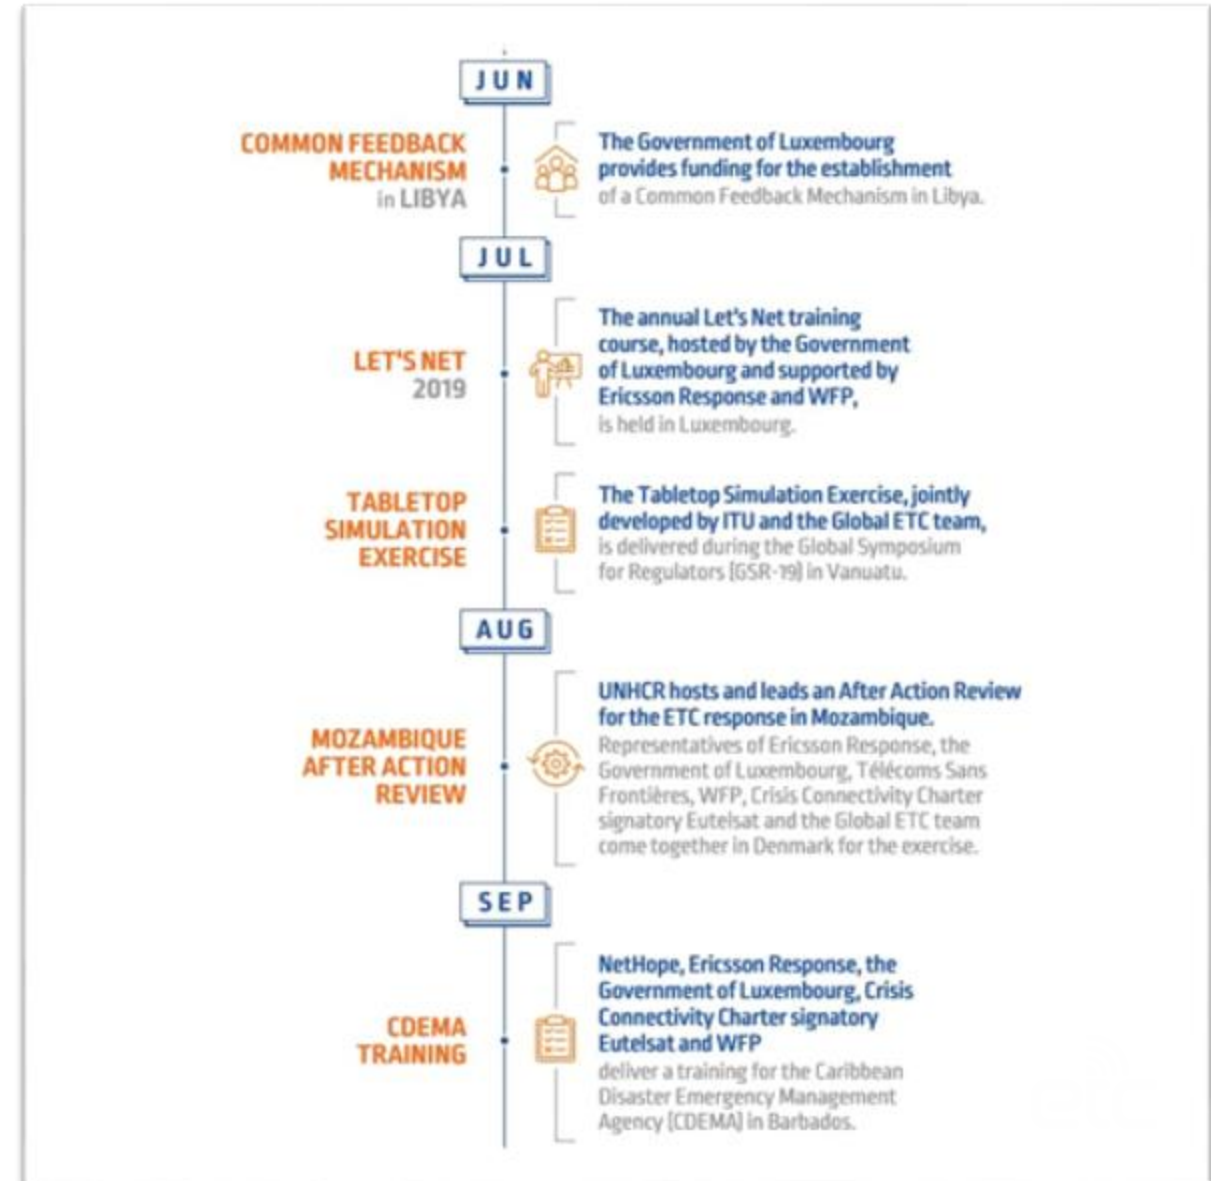 JUN
COMMON FEEDBACK
MECHANISM
in LIBYA
The Government of Luxembourg
provides funding for the establishment
of a Common Feedback Mechanism in Libya.
JUL
LET'S NET
2019
The annual Let's Net training
course, hosted by the Government
of Luxembourg and supported by
Ericsson Response and WFP,
is held in Luxembourg.
TABLETOP
SIMULATION
EXERCISE
The Tabletop Simulation Exercise, jointly
developed by ITU and the Global ETC team,
is delivered during the Global Symposium
for Regulators (GSR-19) in Vanuatu.
AUG
MOZAMBIQUE
AFTER ACTION
REVIEW
UNHCR hosts and leads an After Action Review
for the ETC response in Mozambique.
Representatives of Ericsson Response, the
Government of Luxembourg, Télécoms Sans
Frontières, WFP, Crisis Connectivity Charter
signatory Eutelsat and the Global ETC team
come together in Denmark for the exercise.
SEP
CDEMA
TRAINING
NetHope, Ericsson Response, the
Government of Luxembourg, Crisis
Connectivity Charter signatory
Eutelsat and WFP
deliver a training for the Caribbean
Disaster Emergency Management
Agency (CDEMA) in Barbados.